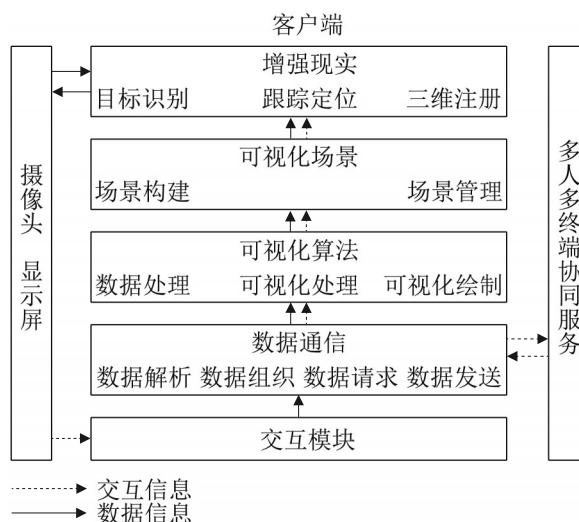 客户端
增强现实
目标识别 跟踪定位 三维注册
可视化场景
场景构建 场景管理
可视化算法
数据处理 可视化处理 可视化绘制
数据通信
数据解析 数据组织 数据请求 数据发送
交互模块
摄像头 显示屏
多人多终端协同服务
交互信息
数据信息